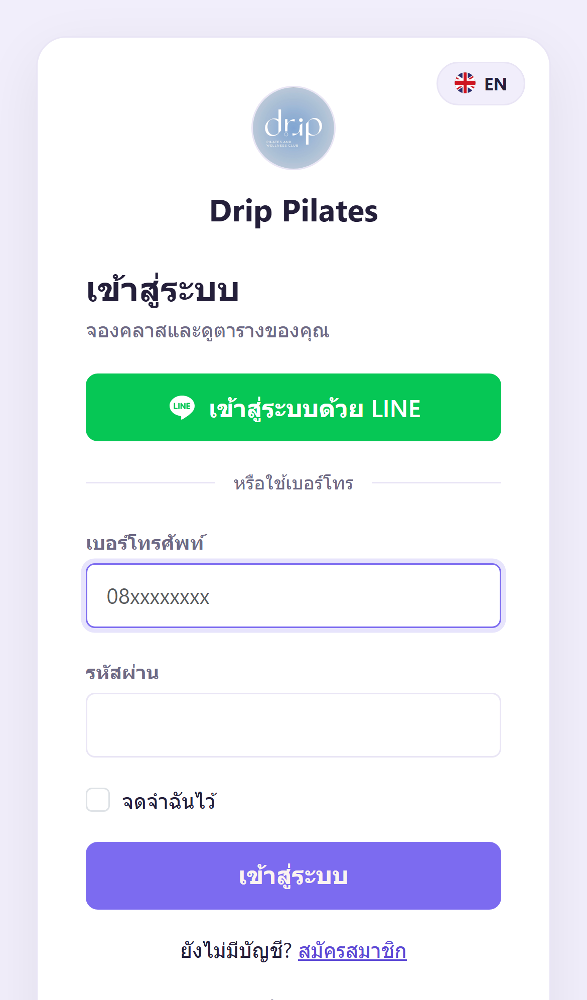 EN
drip
PILATES AND
WELLNESS CLUB
Drip Pilates
เข้าสู่ระบบ
จองคลาสและดูตารางของคุณ
LINE เข้าสู่ระบบด้วย LINE
หรือใช้เบอร์โทร
เบอร์โทรศัพท์
08xxxxxxxx
รหัสผ่าน
จดจำฉันไว้
เข้าสู่ระบบ
ยังไม่มีบัญชี? สมัครสมาชิก